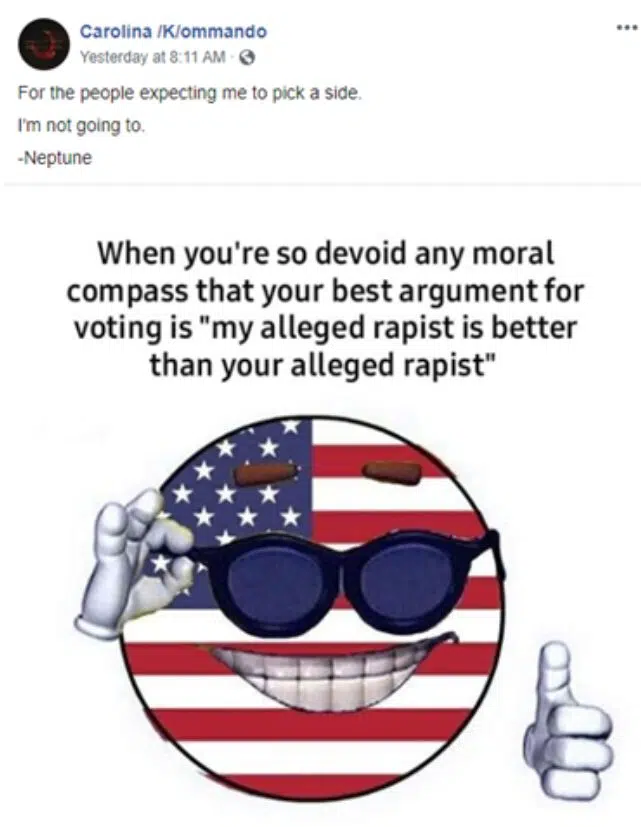 Carolina /K/ommando
Yesterday at 8:11 AM ·
For the people expecting me to pick a side.
I'm not going to.
-Neptune
When you're so devoid any moral
compass that your best argument for
voting is "my alleged rapist is better
than your alleged rapist"